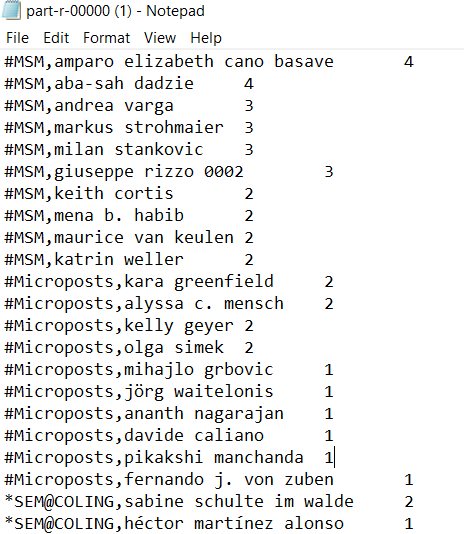 part-r-00000 (1) - Notepad
File Edit Format View Help
#MSM,amparo elizabeth cano basave 4
#MSM,aba-sah dadzie 4
#MSM,andrea varga 3
#MSM,markus strohmaier 3
#MSM,milan stankovic 3
#MSM,giuseppe rizzo 0002 3
#MSM,keith cortis 2
#MSM,mena b. habib 2
#MSM,maurice van keulen 2
#MSM,katrin weller 2
#Microposts,kara greenfield 2
#Microposts,alyssa c. mensch 2
#Microposts,kelly geyer 2
#Microposts,olga simek 2
#Microposts,mihajlo grbovic 1
#Microposts,jörg waitelonis 1
#Microposts,ananth nagarajan 1
#Microposts,davide caliano 1
#Microposts,pikakshi manchanda 1
#Microposts,fernando j. von zuben 1
*SEM@COLING,sabine schulte im walde 2
*SEM@COLING,héctor martínez alonso 1